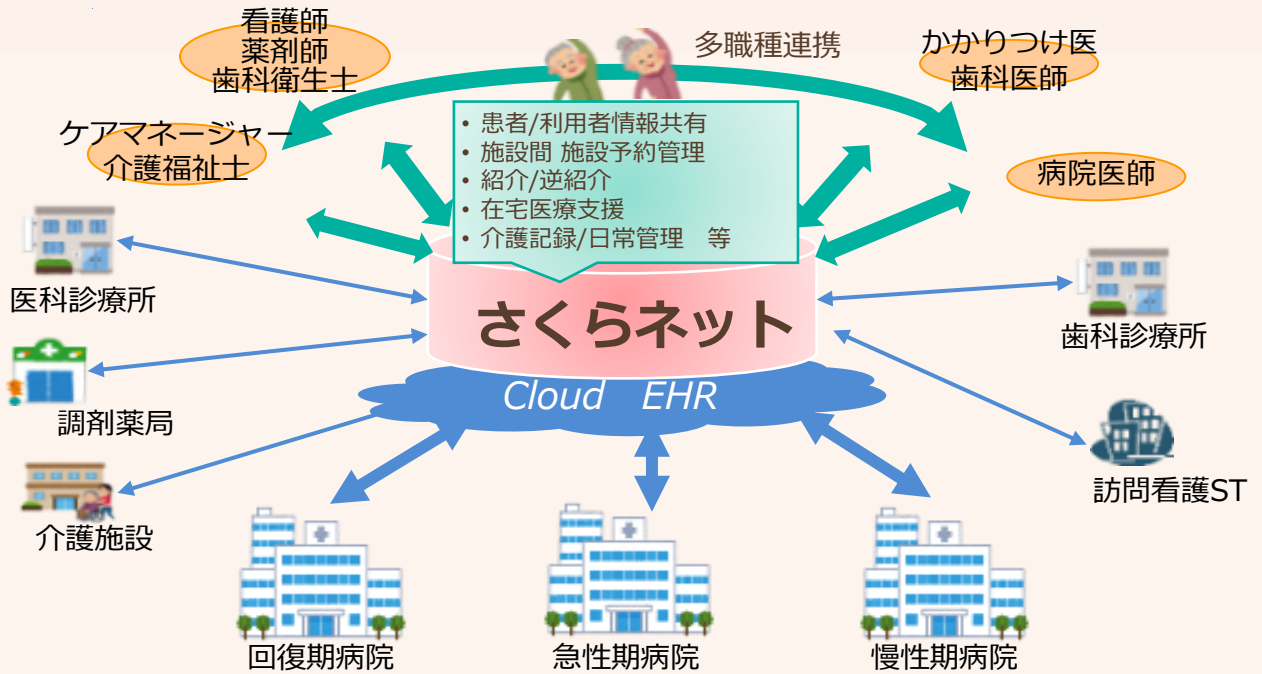 看護師
薬剤師
歯科衛生士
多職種連携
かかりつけ医
歯科医師
ケアマネージャー
介護福祉士
病院医師
• 患者/利用者情報共有
• 施設間 施設予約管理
• 紹介/逆紹介
• 在宅医療支援
• 介護記録/日常管理 等
さくらネット
Cloud EHR
医科診療所
調剤薬局
介護施設
歯科診療所
訪問看護ST
回復期病院
急性期病院
慢性期病院